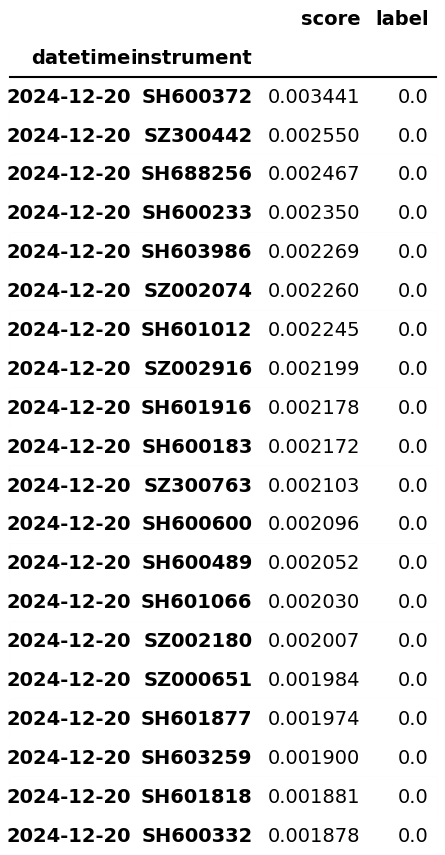 score label
datetime instrument
2024-12-20 SH600372 0.003441 0.0
2024-12-20 SZ300442 0.002550 0.0
2024-12-20 SH688256 0.002467 0.0
2024-12-20 SH600233 0.002350 0.0
2024-12-20 SH603986 0.002269 0.0
2024-12-20 SZ002074 0.002260 0.0
2024-12-20 SH601012 0.002245 0.0
2024-12-20 SZ002916 0.002199 0.0
2024-12-20 SH601916 0.002178 0.0
2024-12-20 SH600183 0.002172 0.0
2024-12-20 SZ300763 0.002103 0.0
2024-12-20 SH600600 0.002096 0.0
2024-12-20 SH600489 0.002052 0.0
2024-12-20 SH601066 0.002030 0.0
2024-12-20 SZ002180 0.002007 0.0
2024-12-20 SZ000651 0.001984 0.0
2024-12-20 SH601877 0.001974 0.0
2024-12-20 SH603259 0.001900 0.0
2024-12-20 SH601818 0.001881 0.0
2024-12-20 SH600332 0.001878 0.0